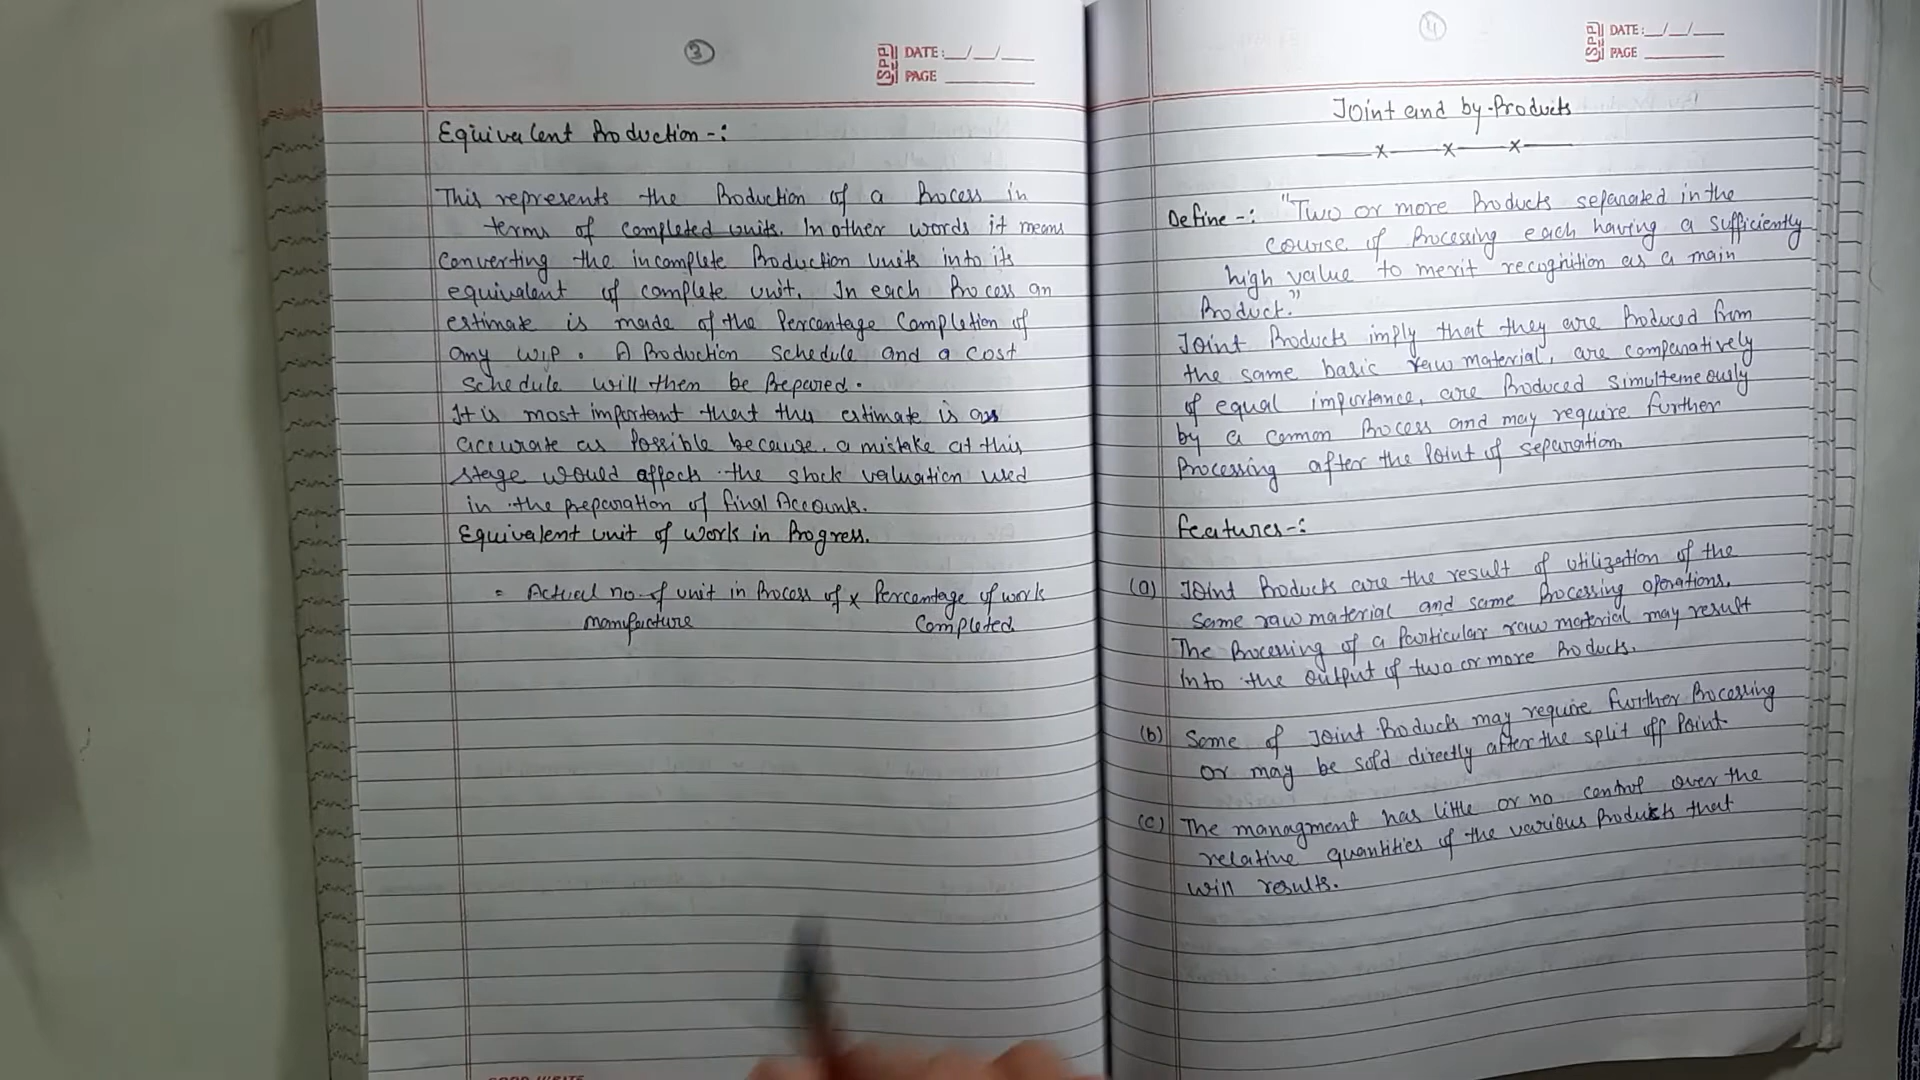 3
SPJ DATE:__/__/___
PAGE
Equivalent Production -:
This represents the Production of a Process in
terms of completed units. In other words it means
Converting the incomplete Production units into its
equivalent of complete unit. In each Process an
estimate is made of the Percentage Completion of
any WIP. A Production schedule and a cost
schedule will then be Prepared.
It is most important that this estimate is as
accurate as Possible because, a mistake at this
stage would affects the stock valuation used
in the preparation of final Accounts.
Equivalent unit of work in Progress.
= Actual no. of unit in Process of x Percentage of work
manufacture Completed
4
SPJ DATE:__/__/___
PAGE
Joint and by-Products
x x x
Define -: "Two or more Products separated in the
course of Processing each having a sufficiently
high value to merit recognition as a main
Product."
Joint Products imply that they are Produced from
the same basic raw material, are comparatively
of equal importance, are Produced simultemeously
by a common Process and may require further
Processing after the Point of separation.
Features -:
(a) Joint Products are the result of utilization of the
Same raw material and same Processing operations.
The Processing of a Particular raw material may result
Into the output of two or more Products.
(b) Some of Joint Products may require further Processing
or may be sold directly after the split off Point
(c) The managment has little or no control over the
relative quantities of the various Products that
will results.